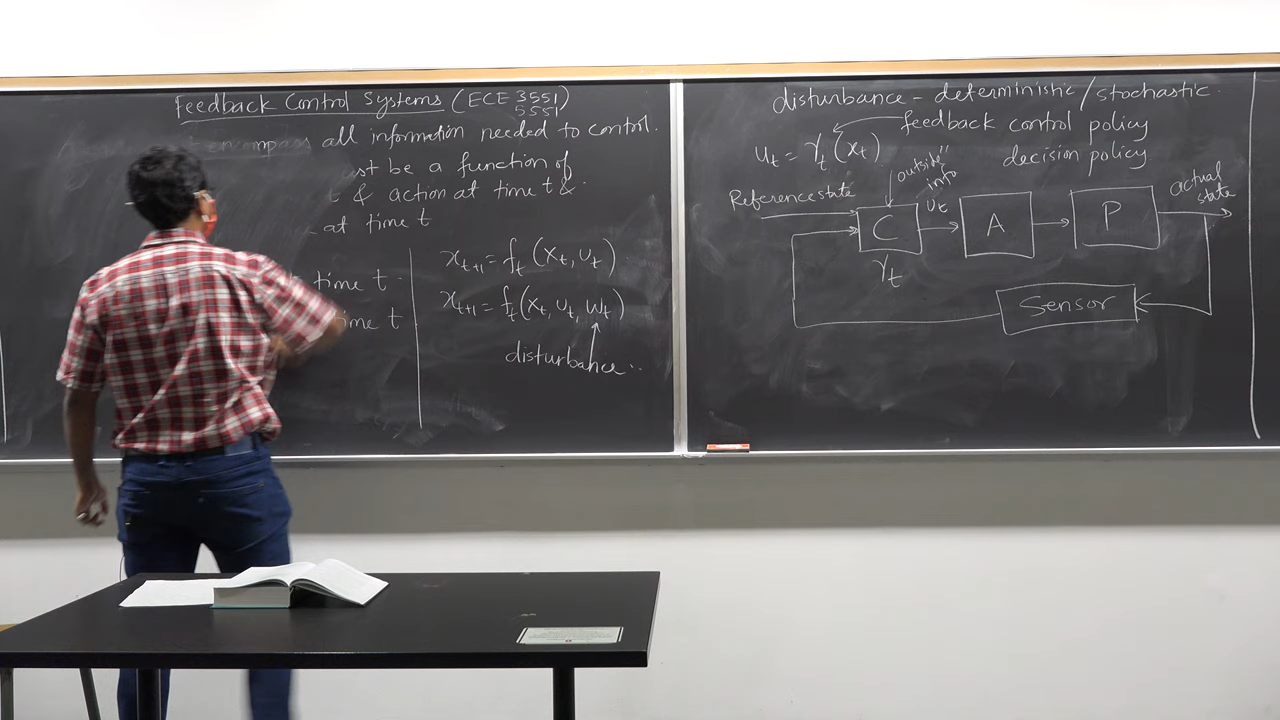 Feedback Control Systems (ECE 3551)
5551
encompass all information needed to control.
be a function of
t & action at time t &
at time t
time t
time t
x_{t+1} = f_t (x_t, u_t)
x_{t+1} = f_t (x_t, u_t, w_t)
disturbance..
disturbance - deterministic / stochastic.
feedback control policy
u_t = γ_t (x_t)
decision policy
Reference state
"outside" info
u_t
actual state
C
A
P
γ_t
Sensor